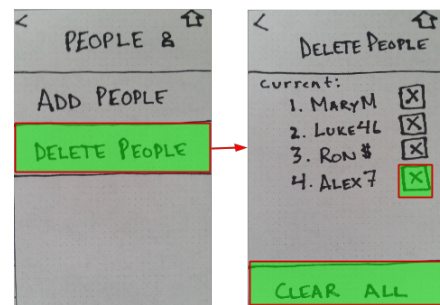 PEOPLE
ADD PEOPLE
DELETE PEOPLE
DELETE PEOPLE
Current:
1. MARYM
2. LUKE46
3. RON$
4. ALEX7
CLEAR ALL